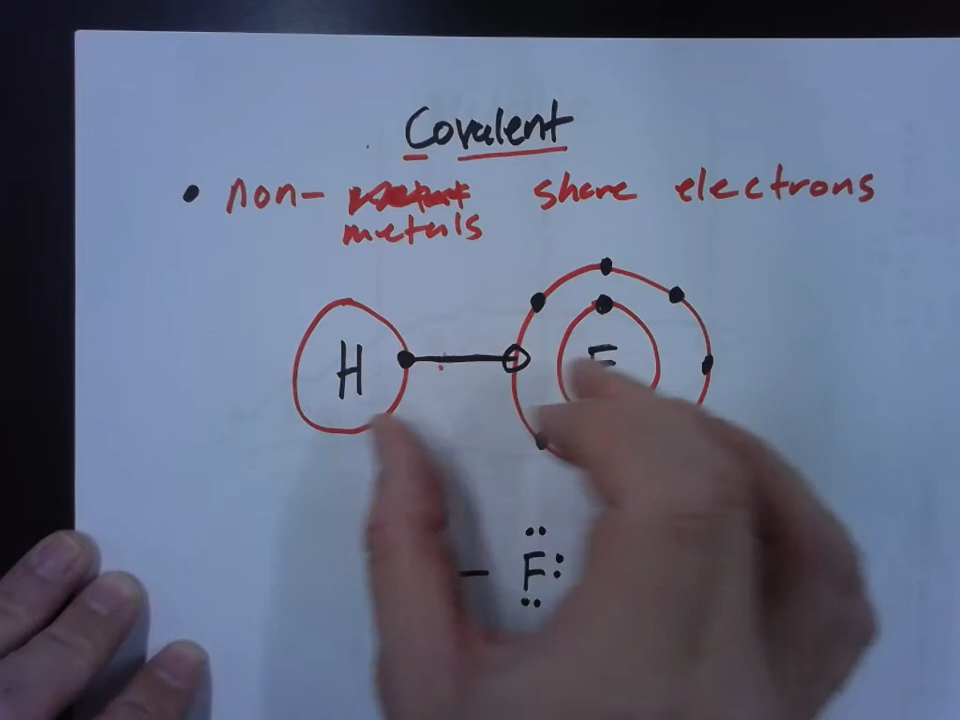 Covalent
• non- share electrons
metals
H F
– F